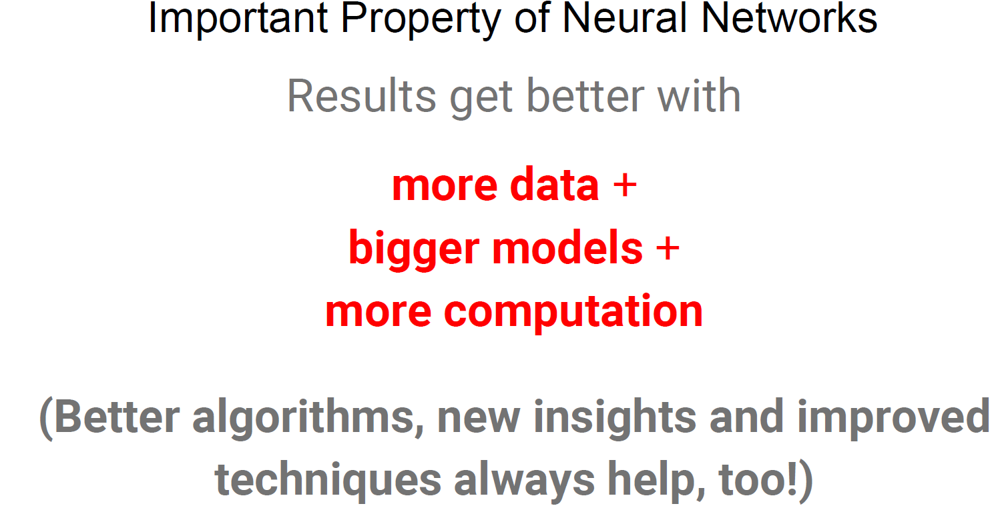 Important Property of Neural Networks
Results get better with
more data +
bigger models +
more computation
(Better algorithms, new insights and improved
techniques always help, too!)